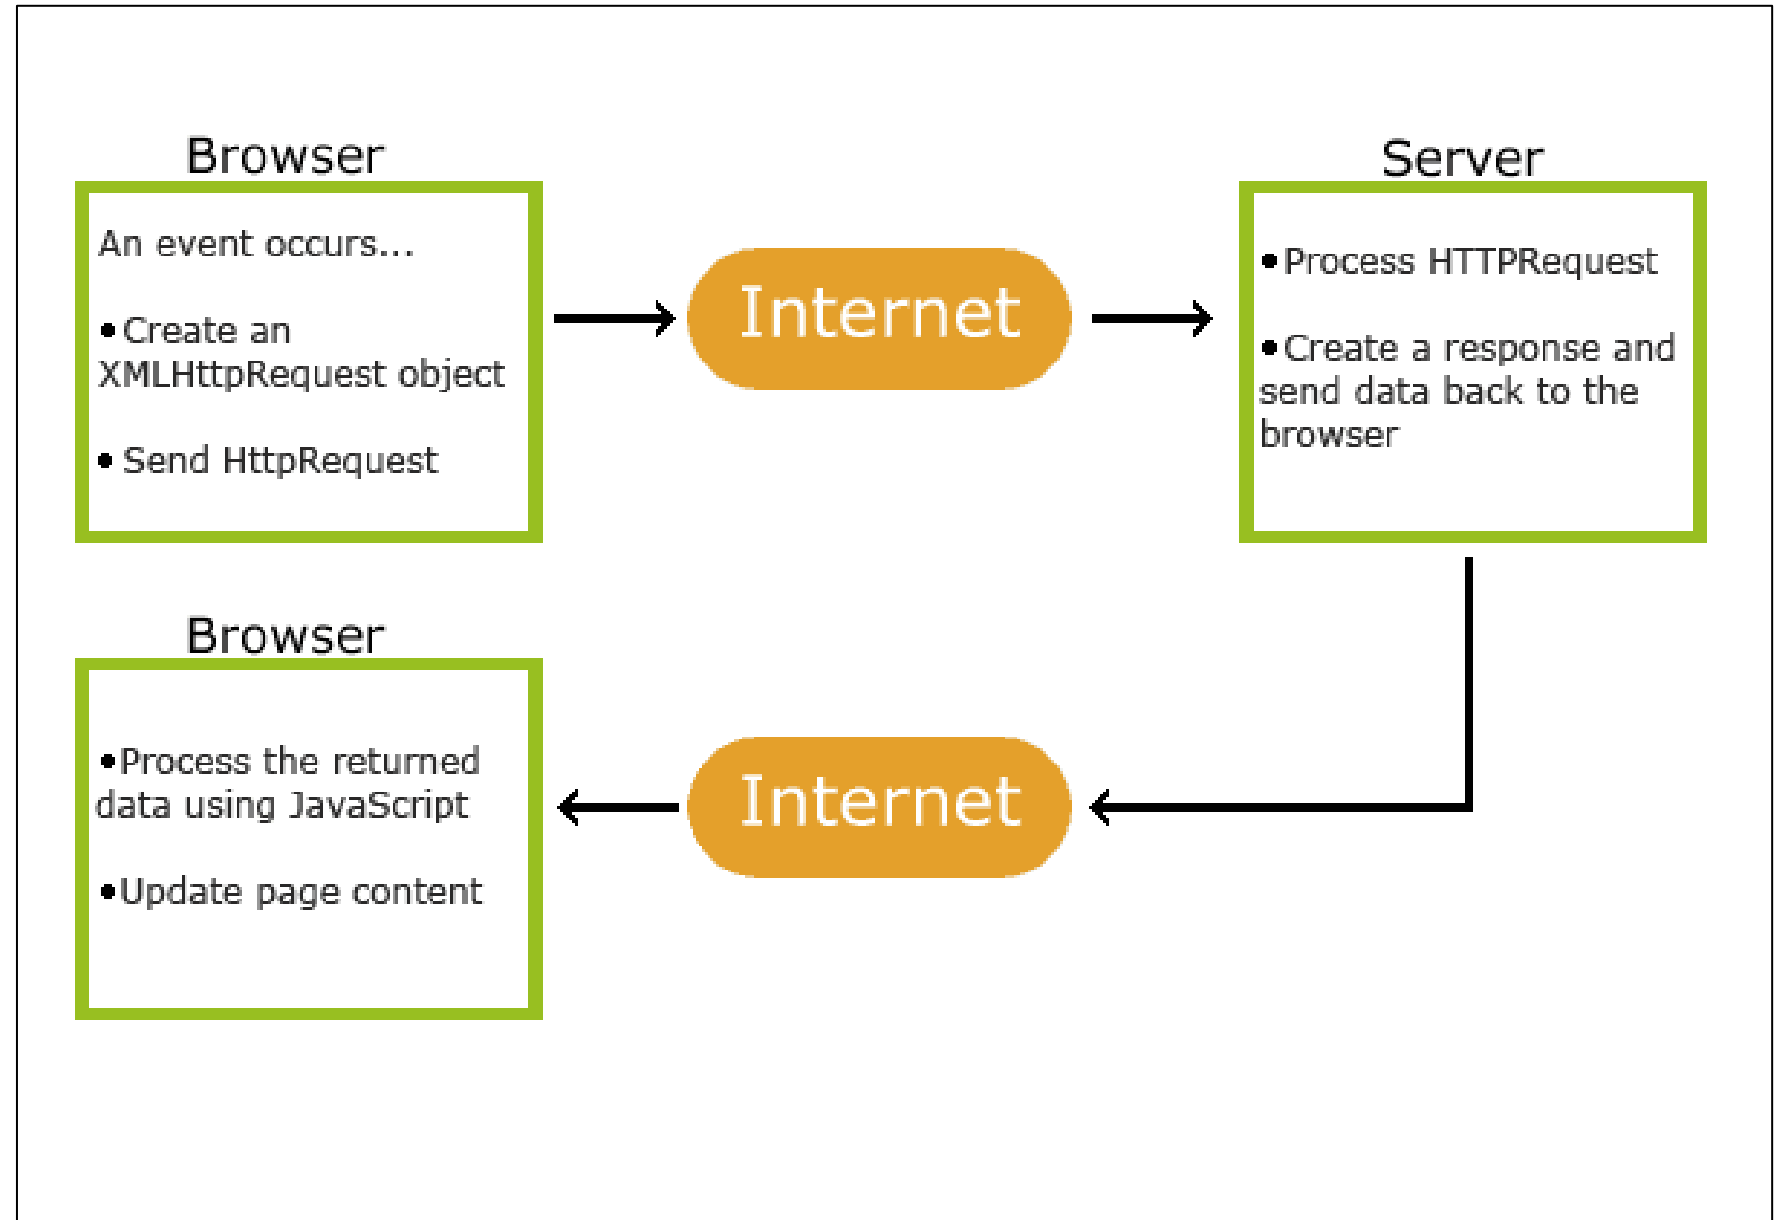 Browser
An event occurs...
•Create an
XMLHttpRequest object
• Send HttpRequest
Internet
Server
•Process HTTPRequest
•Create a response and
send data back to the
browser
Browser
•Process the returned
data using JavaScript
•Update page content
Internet